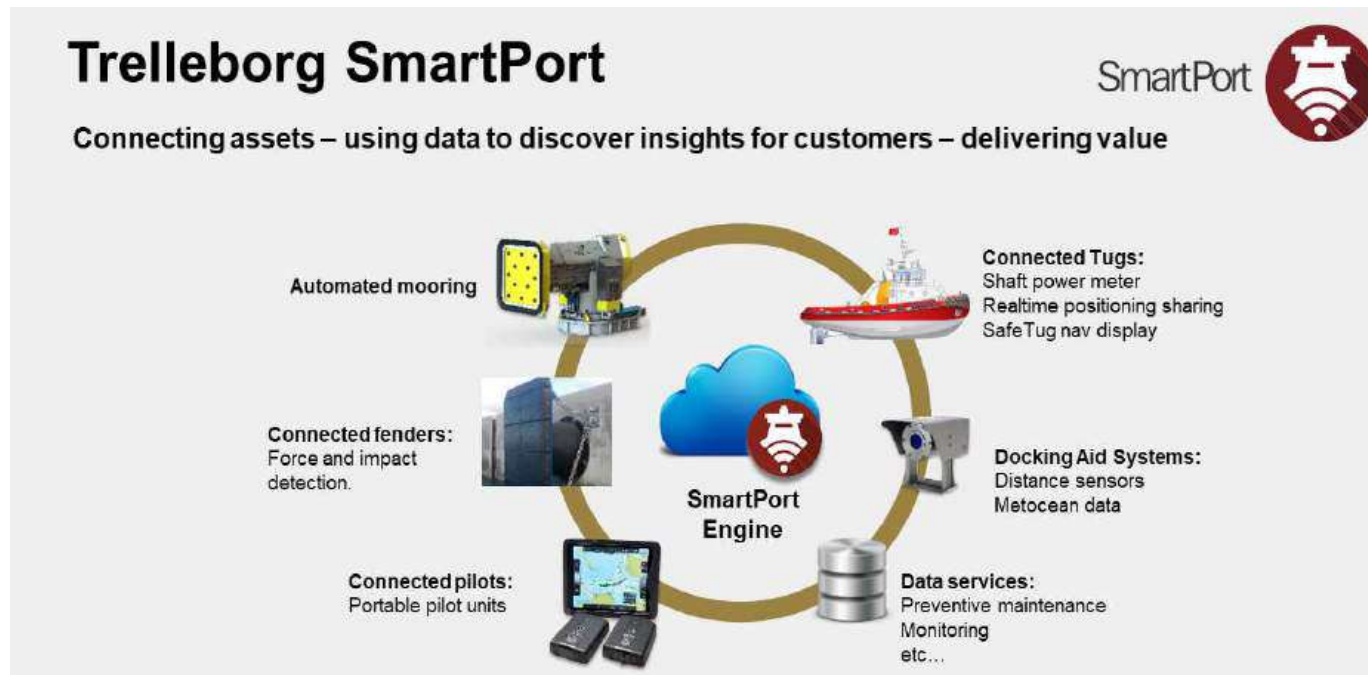 Trelleborg SmartPort
SmartPort
Connecting assets – using data to discover insights for customers – delivering value
Automated mooring
Connected Tugs:
Shaft power meter
Realtime positioning sharing
SafeTug nav display
Connected fenders:
Force and impact
detection.
SmartPort
Engine
Docking Aid Systems:
Distance sensors
Metocean data
Connected pilots:
Portable pilot units
Data services:
Preventive maintenance
Monitoring
etc...